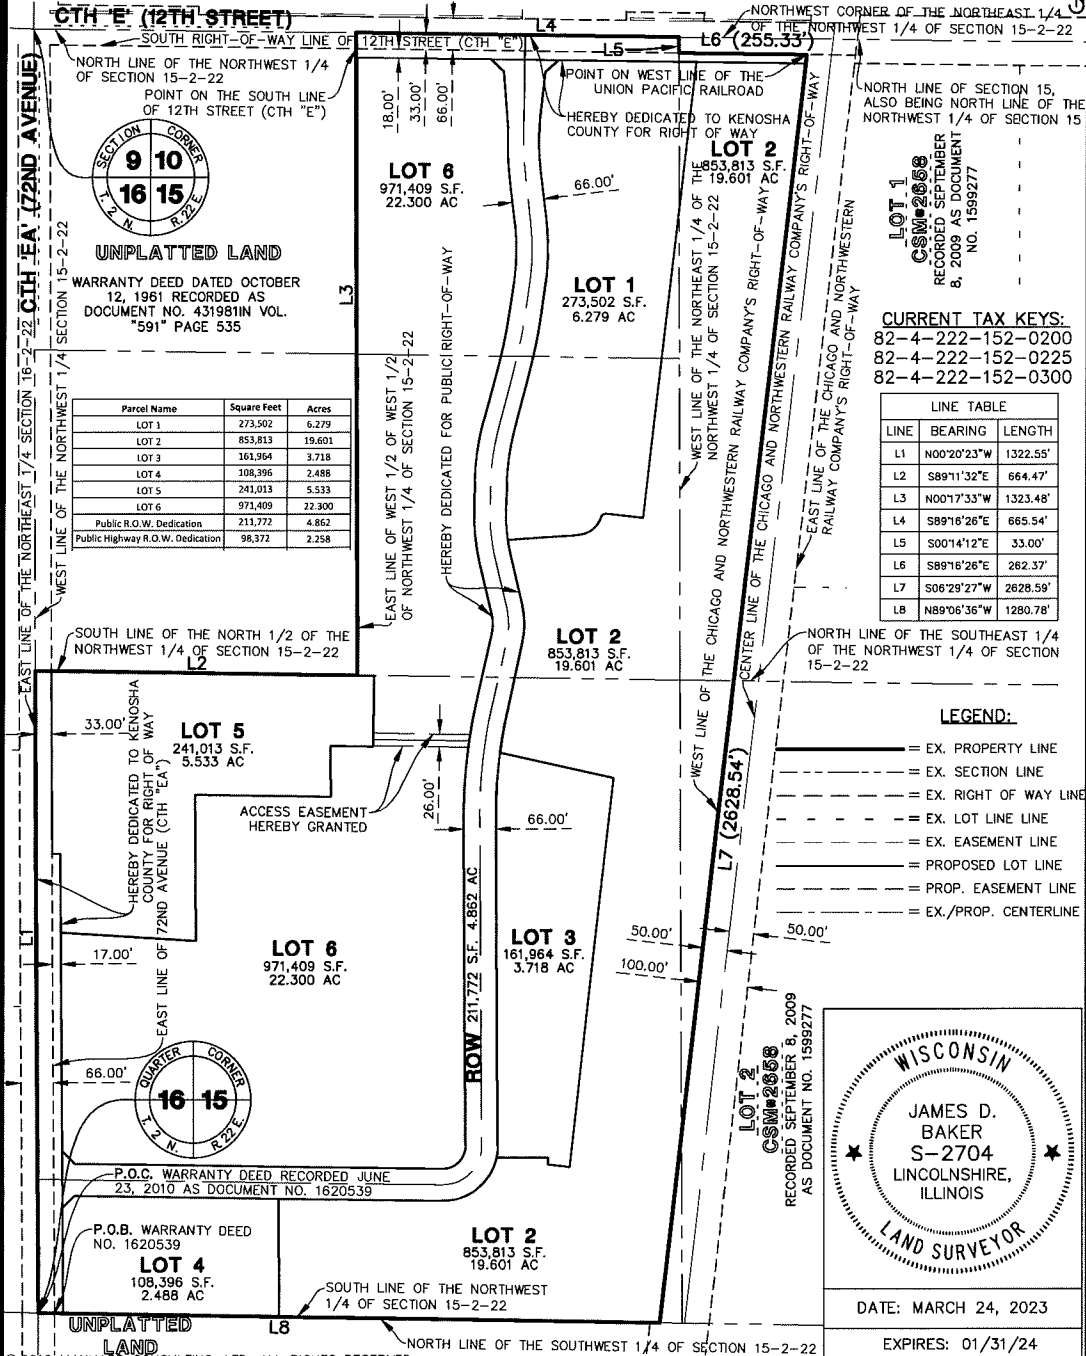 CTH 'E' (12TH STREET)
SOUTH RIGHT-OF-WAY LINE OF 12TH STREET (CTH "E")
NORTH LINE OF THE NORTHWEST 1/4
OF SECTION 15-2-22
POINT ON THE SOUTH LINE
OF 12TH STREET (CTH "E")
L4
L5
L6 (255.33')
NORTHWEST CORNER OF THE NORTHEAST 1/4
OF THE NORTHWEST 1/4 OF SECTION 15-2-22
POINT ON WEST LINE OF THE
UNION PACIFIC RAILROAD
HEREBY DEDICATED TO KENOSHA
COUNTY FOR RIGHT OF WAY
NORTH LINE OF SECTION 15,
ALSO BEING NORTH LINE OF THE
NORTHWEST 1/4 OF SECTION 15
18.00'
33.00'
66.00'
SECTION CORNER
9 10
16 15
T. 2 N. R. 22 E.
UNPLATTED LAND
WARRANTY DEED DATED OCTOBER
12, 1961 RECORDED AS
DOCUMENT NO. 431981IN VOL.
"591" PAGE 535
CTH 'EA' (72ND AVENUE)
EAST LINE OF THE NORTHEAST 1/4 SECTION 16-2-22
WEST LINE OF THE NORTHWEST 1/4 SECTION 15-2-22
LOT 6
971,409 S.F.
22.300 AC
66.00'
LOT 2
853,813 S.F.
19.601 AC
LOT 1
273,502 S.F.
6.279 AC
L3
EAST LINE OF WEST 1/2 OF WEST 1/2
OF NORTHWEST 1/4 OF SECTION 15-2-22
HEREBY DEDICATED FOR PUBLIC RIGHT-OF-WAY
WEST LINE OF THE NORTHEAST 1/4 OF THE
NORTHWEST 1/4 OF SECTION 15-2-22
WEST LINE OF THE CHICAGO AND NORTHWESTERN RAILWAY COMPANY'S RIGHT-OF-WAY
CENTER LINE OF THE CHICAGO AND NORTHWESTERN RAILWAY COMPANY'S RIGHT-OF-WAY
EAST LINE OF THE CHICAGO AND NORTHWESTERN
RAILWAY COMPANY'S RIGHT-OF-WAY
LOT 1
CSM#2658
RECORDED SEPTEMBER
8, 2009 AS DOCUMENT
NO. 1599277
CURRENT TAX KEYS:
82-4-222-152-0200
82-4-222-152-0225
82-4-222-152-0300
Parcel Name Square Feet Acres
LOT 1 273,502 6.279
LOT 2 853,813 19.601
LOT 3 161,964 3.718
LOT 4 108,396 2.488
LOT 5 241,013 5.533
LOT 6 971,409 22.300
Public R.O.W. Dedication 211,772 4.862
Public Highway R.O.W. Dedication 98,372 2.258
LINE TABLE
LINE BEARING LENGTH
L1 N00°20'23"W 1322.55'
L2 S89°11'32"E 664.47'
L3 N00°17'33"W 1323.48'
L4 S89°16'26"E 665.54'
L5 S00°14'12"E 33.00'
L6 S89°16'26"E 262.37'
L7 S06°29'27"W 2628.59'
L8 N89°06'36"W 1280.78'
SOUTH LINE OF THE NORTH 1/2 OF THE
NORTHWEST 1/4 OF SECTION 15-2-22
L2
LOT 2
853,813 S.F.
19.601 AC
NORTH LINE OF THE SOUTHEAST 1/4
OF THE NORTHWEST 1/4 OF SECTION
15-2-22
33.00'
LOT 5
241,013 S.F.
5.533 AC
HEREBY DEDICATED TO KENOSHA
COUNTY FOR RIGHT OF WAY
EAST LINE OF 72ND AVENUE (CTH "EA")
ACCESS EASEMENT
HEREBY GRANTED
26.00'
66.00'
L7 (2628.54')
LEGEND:
= EX. PROPERTY LINE
= EX. SECTION LINE
= EX. RIGHT OF WAY LINE
= EX. LOT LINE LINE
= EX. EASEMENT LINE
= PROPOSED LOT LINE
= PROP. EASEMENT LINE
= EX./PROP. CENTERLINE
L1
17.00'
LOT 6
971,409 S.F.
22.300 AC
ROW 211,772 S.F. 4.862 AC
LOT 3
161,964 S.F.
3.718 AC
50.00'
50.00'
100.00'
66.00'
QUARTER CORNER
16 15
T. 2 N. R. 22 E.
LOT 2
CSM#2658
RECORDED SEPTEMBER 8, 2009
AS DOCUMENT NO. 1599277
P.O.C. WARRANTY DEED RECORDED JUNE
23, 2010 AS DOCUMENT NO. 1620539
P.O.B. WARRANTY DEED
NO. 1620539
LOT 4
108,396 S.F.
2.488 AC
LOT 2
853,813 S.F.
19.601 AC
SOUTH LINE OF THE NORTHWEST
1/4 OF SECTION 15-2-22
UNPLATTED
LAND
L8
NORTH LINE OF THE SOUTHWEST 1/4 OF SECTION 15-2-22
WISCONSIN
JAMES D.
BAKER
S-2704
LINCOLNSHIRE,
ILLINOIS
LAND SURVEYOR
DATE: MARCH 24, 2023
EXPIRES: 01/31/24